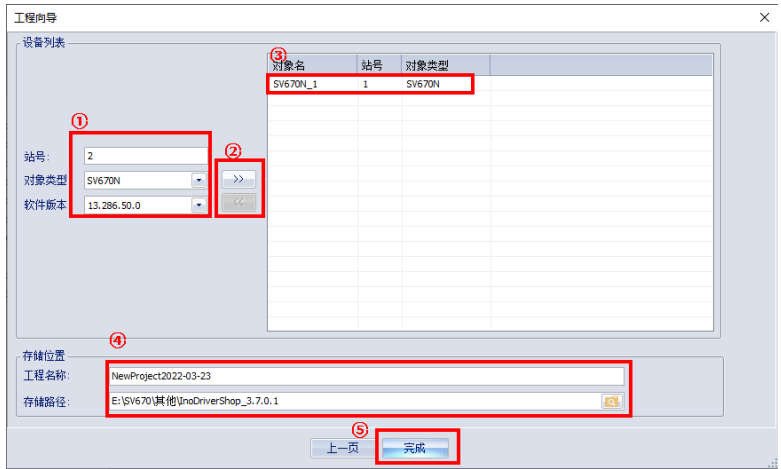 工程向导
设备列表
③
对象名 站号 对象类型
SV670N_1 1 SV670N
①
②
站号: 2
对象类型 SV670N >>
软件版本 13.286.50.0 <<
④
存储位置
工程名称: NewProject2022-03-23
存储路径: E:\SV670\其他\InoDriverShop_3.7.0.1
⑤
上一页 完成